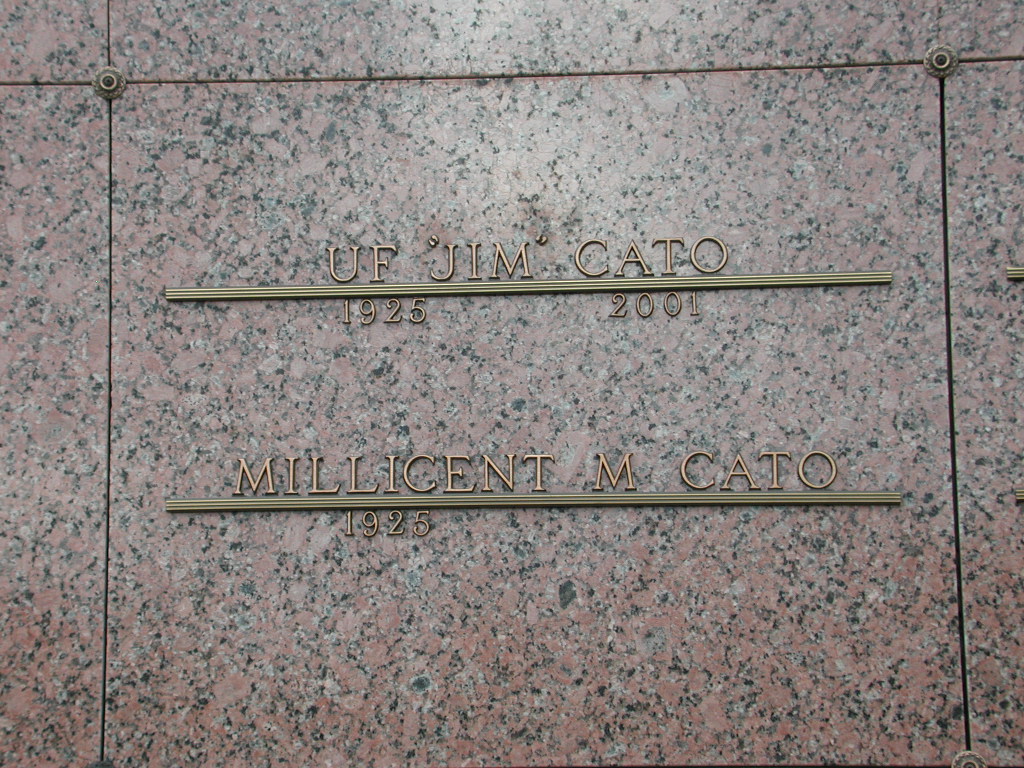 UF "JIM" CATO
1925 2001
MILLICENT M CATO
1925